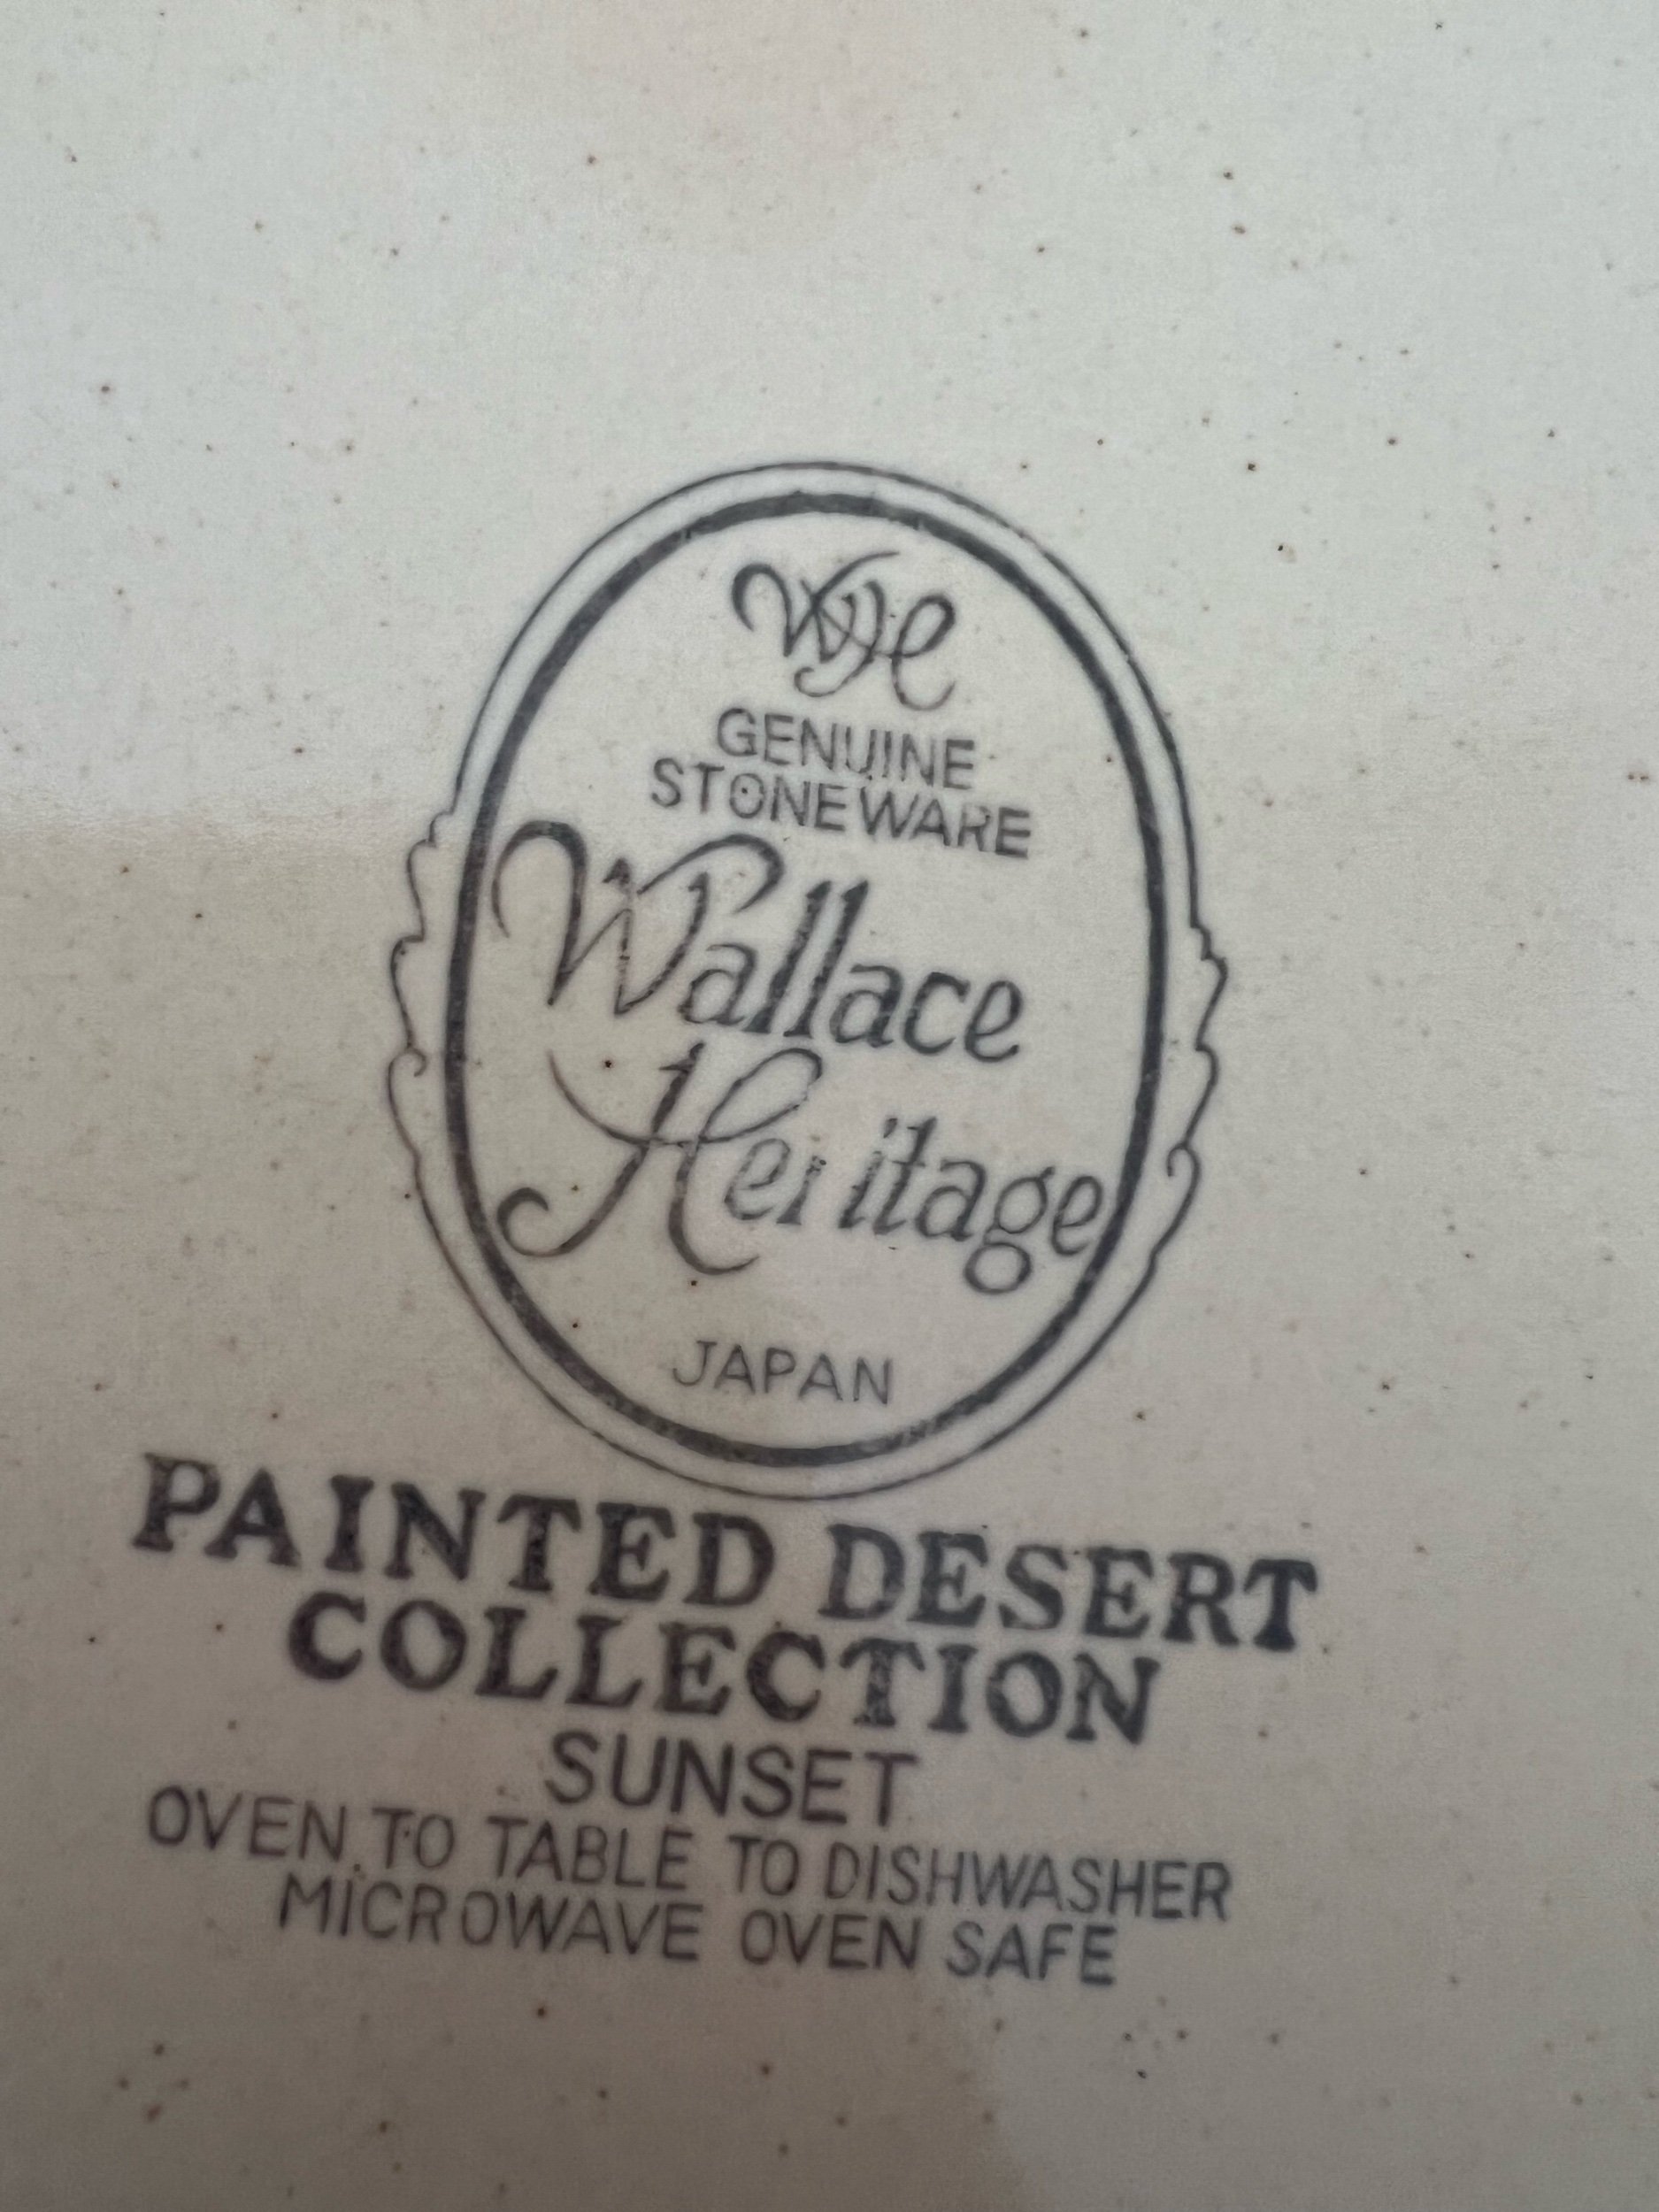 WH
GENUINE
STONEWARE
Wallace
Heritage
JAPAN
PAINTED DESERT
COLLECTION
SUNSET
OVEN TO TABLE TO DISHWASHER
MICROWAVE OVEN SAFE